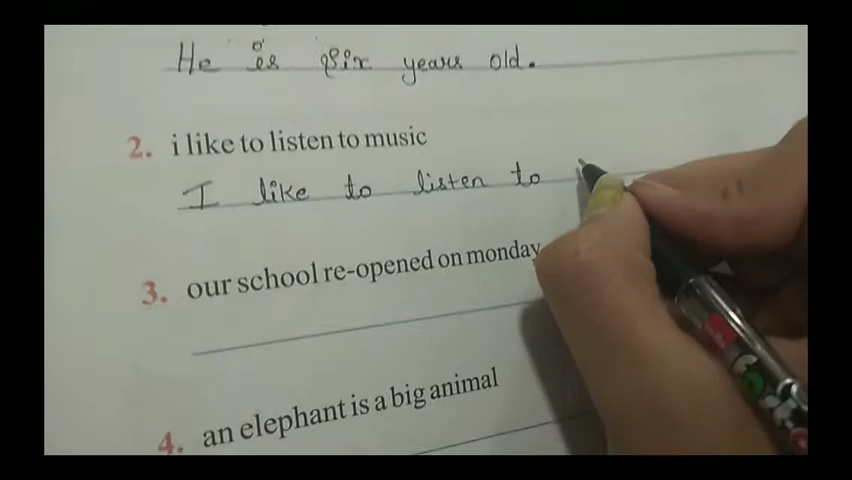 He is six years old.
2. i like to listen to music
I like to listen to
3. our school re-opened on monday
4. an elephant is a big animal